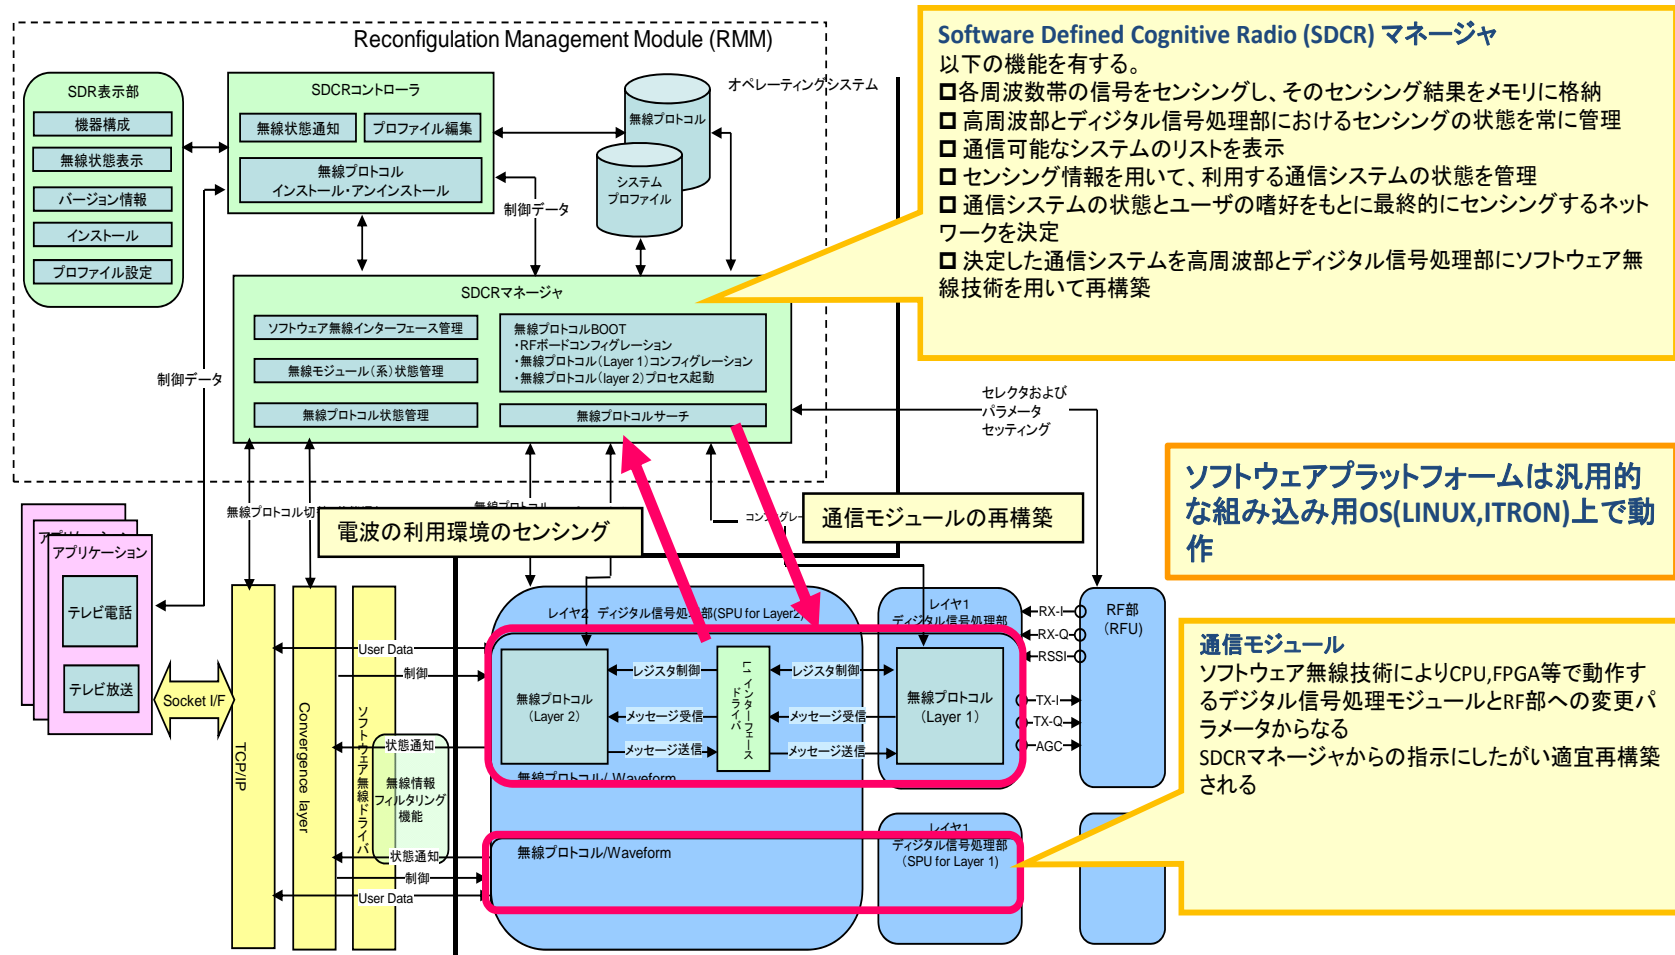 Reconfigulation Management Module (RMM)
SDR表示部
機器構成
無線状態表示
バージョン情報
インストール
プロファイル設定
SDCRコントローラ
無線状態通知
プロファイル編集
無線プロトコル
インストール・アンインストール
オペレーティングシステム
無線プロトコル
システム
プロファイル
制御データ
制御データ
SDCRマネージャ
ソフトウェア無線インターフェース管理
無線モジュール(系)状態管理
無線プロトコル状態管理
無線プロトコルBOOT
・RFボードコンフィグレーション
・無線プロトコル(Layer 1)コンフィグレーション
・無線プロトコル(layer 2)プロセス起動
無線プロトコルサーチ
セレクタおよび
パラメータ
セッティング
Software Defined Cognitive Radio (SDCR) マネージャ
以下の機能を有する。
各周波数帯の信号をセンシングし、そのセンシング結果をメモリに格納
高周波部とディジタル信号処理部におけるセンシングの状態を常に管理
通信可能なシステムのリストを表示
センシング情報を用いて、利用する通信システムの状態を管理
通信システムの状態とユーザの嗜好をもとに最終的にセンシングするネット
ワークを決定
決定した通信システムを高周波部とディジタル信号処理部にソフトウェア無
線技術を用いて再構築
ソフトウェアプラットフォームは汎用的
な組み込み用OS(LINUX,ITRON)上で動
作
無線プロトコル切
無線プロトコル
コンフィグレー
電波の利用環境のセンシング
通信モジュールの再構築
アプリケーション
テレビ電話
テレビ放送
Socket I/F
TCP/IP
Convergence layer
ソフトウェア無線ドライバ
無線情報
フィルタリング
機能
User Data
制御
状態通知
状態通知
制御
User Data
レイヤ2 ディジタル信号処理部(SPU for Layer2)
無線プロトコル
(Layer 2)
レジスタ制御
メッセージ受信
メッセージ送信
L1 インターフェース
ドライバ
レジスタ制御
メッセージ受信
メッセージ送信
無線プロトコル/ Waveform
無線プロトコル/Waveform
レイヤ1
ディジタル信号処理部
無線プロトコル
(Layer 1)
レイヤ1
ディジタル信号処理部
(SPU for Layer 1)
RX-I
RX-Q
RSSI
TX-I
TX-Q
AGC
RF部
(RFU)
通信モジュール
ソフトウェア無線技術によりCPU,FPGA等で動作す
るデジタル信号処理モジュールとRF部への変更パ
ラメータからなる
SDCRマネージャからの指示にしたがい適宜再構築
される